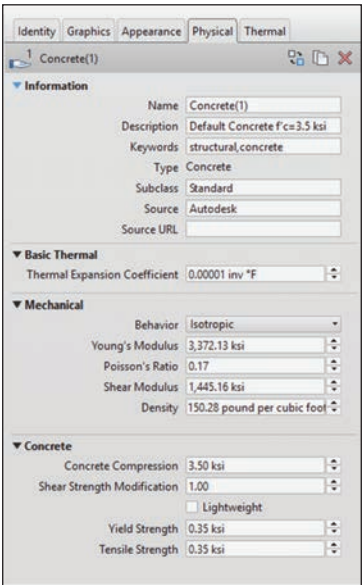 Identity Graphics Appearance Physical Thermal
1 Concrete(1)
Information
Name Concrete(1)
Description Default Concrete f'c=3.5 ksi
Keywords structural,concrete
Type Concrete
Subclass Standard
Source Autodesk
Source URL
Basic Thermal
Thermal Expansion Coefficient 0.00001 inv °F
Mechanical
Behavior Isotropic
Young's Modulus 3,372.13 ksi
Poisson's Ratio 0.17
Shear Modulus 1,445.16 ksi
Density 150.28 pound per cubic foot
Concrete
Concrete Compression 3.50 ksi
Shear Strength Modification 1.00
Lightweight
Yield Strength 0.35 ksi
Tensile Strength 0.35 ksi